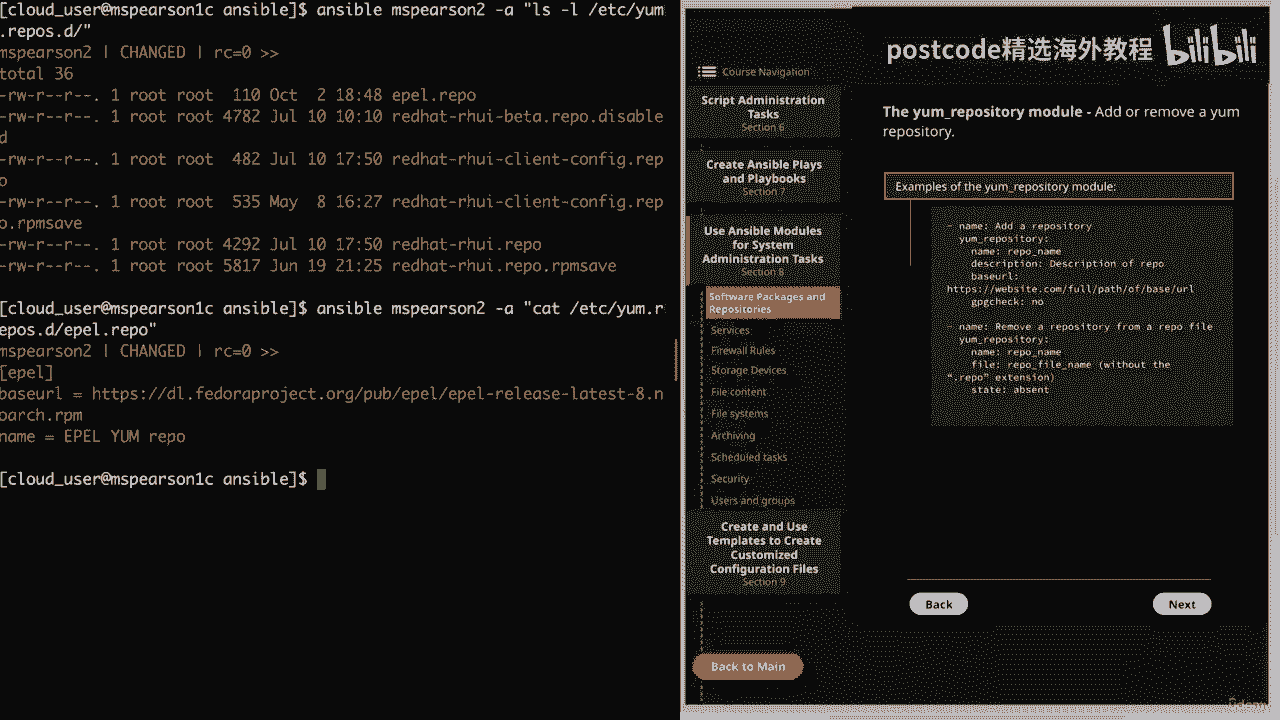 [cloud_user@mspearson1c ansible]$ ansible mspearson2 -a "ls -l /etc/yum
.repos.d/"
mspearson2 | CHANGED | rc=0 >>
total 36
-rw-r--r--. 1 root root  110 Oct  2 18:48 epel.repo
-rw-r--r--. 1 root root 4782 Jul 10 10:10 redhat-rhui-beta.repo.disable
d
-rw-r--r--. 1 root root  482 Jul 10 17:50 redhat-rhui-client-config.rep
o
-rw-r--r--. 1 root root  535 May  8 16:27 redhat-rhui-client-config.rep
o.rpmsave
-rw-r--r--. 1 root root 4292 Jul 10 17:50 redhat-rhui.repo
-rw-r--r--. 1 root root 5817 Jun 19 21:25 redhat-rhui.repo.rpmsave
[cloud_user@mspearson1c ansible]$ ansible mspearson2 -a "cat /etc/yum.r
epos.d/epel.repo"
mspearson2 | CHANGED | rc=0 >>
[epel]
baseurl = https://dl.fedoraproject.org/pub/epel/epel-release-latest-8.n
oarch.rpm
name = EPEL YUM repo
[cloud_user@mspearson1c ansible]$
postcode精选海外教程 bilibili
Course Navigation
Script Administration
Tasks
Section 6
Create Ansible Plays
and Playbooks
Section 7
Use Ansible Modules
for System
Administration Tasks
Section 8
Software Packages and
Repositories
Services
Firewall Rules
Storage Devices
File content
File systems
Archiving
Scheduled tasks
Security
Users and groups
Create and Use
Templates to Create
Customized
Configuration Files
Section 9
Back to Main
The yum_repository module - Add or remove a yum
repository.
Examples of the yum_repository module:
- name: Add a repository
yum_repository:
name: repo_name
description: Description of repo
baseurl:
https://website.com/full/path/of/base/url
gpgcheck: no
- name: Remove a repository from a repo file
yum_repository:
name: repo_name
file: repo_file_name (without the
".repo" extension)
state: absent
Back
Next
Udemy